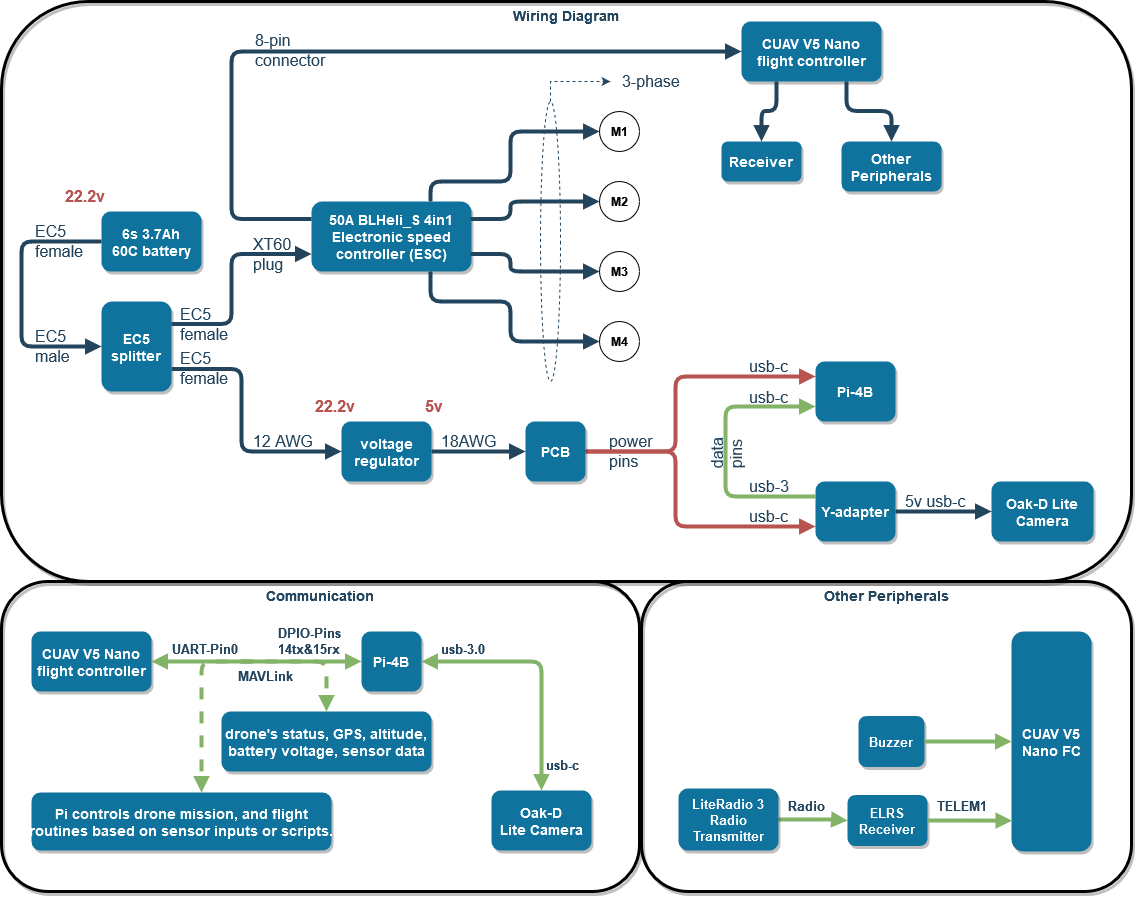 Wiring Diagram
8-pin
connector
CUAV V5 Nano
flight controller
3-phase
M1
Receiver
Other
Peripherals
22.2v
M2
6s 3.7Ah
60C battery
EC5
female
50A BLHeli_S 4in1
Electronic speed
controller (ESC)
XT60
plug
M3
EC5
male
EC5
splitter
EC5
female
EC5
female
M4
usb-c
usb-c
Pi-4B
22.2v
5v
12 AWG
voltage
regulator
18AWG
PCB
power
pins
data
pins
usb-3
usb-c
Y-adapter
5v usb-c
Oak-D Lite
Camera
Communication
CUAV V5 Nano
flight controller
UART-Pin0
DPIO-Pins
14tx&15rx
MAVLink
Pi-4B
usb-3.0
drone's status, GPS, altitude,
battery voltage, sensor data
usb-c
Pi controls drone mission, and flight
routines based on sensor inputs or scripts.
Oak-D
Lite Camera
Other Peripherals
Buzzer
CUAV V5
Nano FC
LiteRadio 3
Radio
Transmitter
Radio
ELRS
Receiver
TELEM1